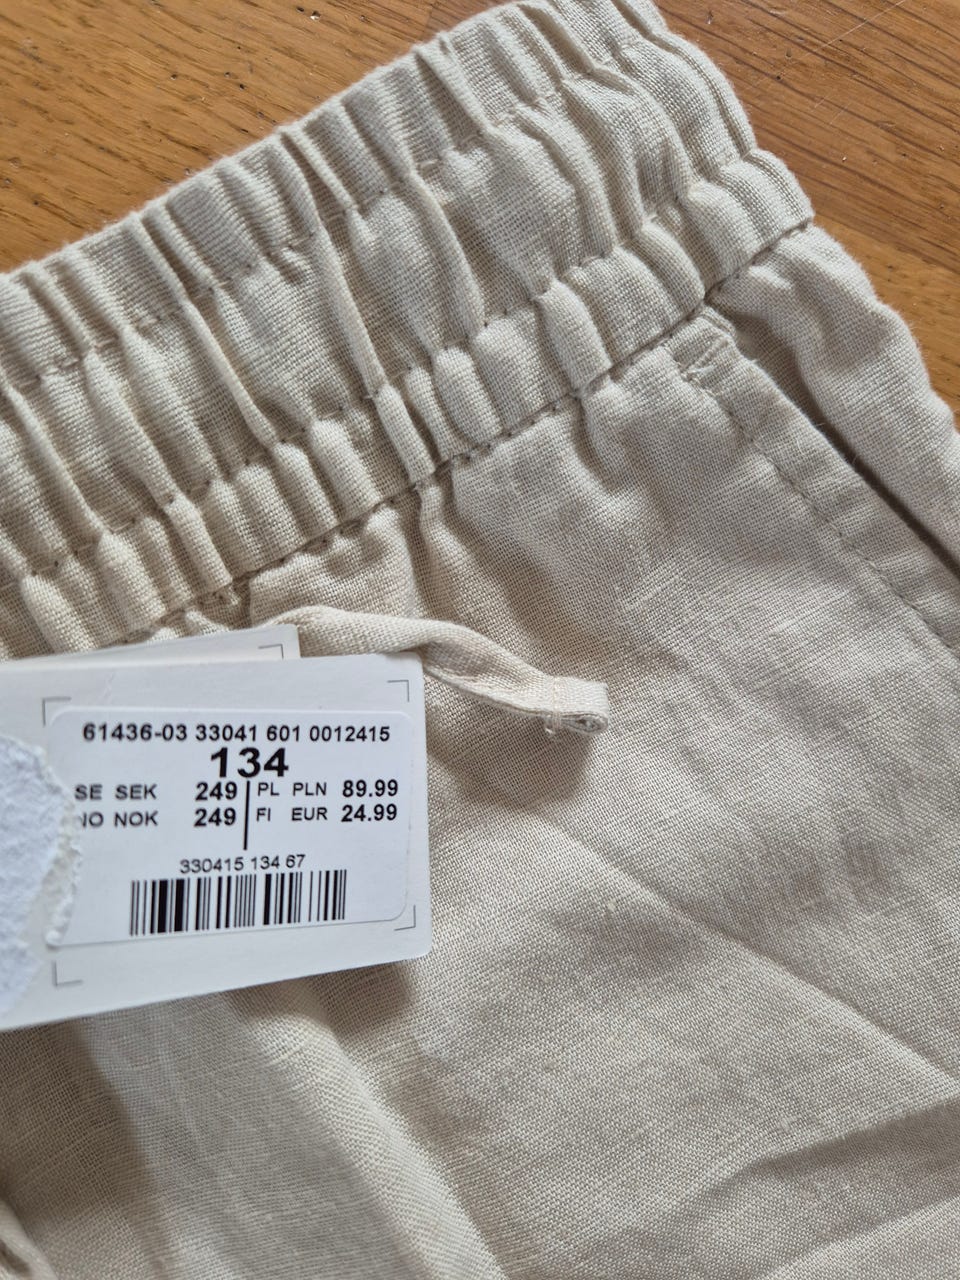 61436-03 33041 601 0012415
134
SE SEK 249 PL PLN 89.99
NO NOK 249 FI EUR 24.99
330415 134 67